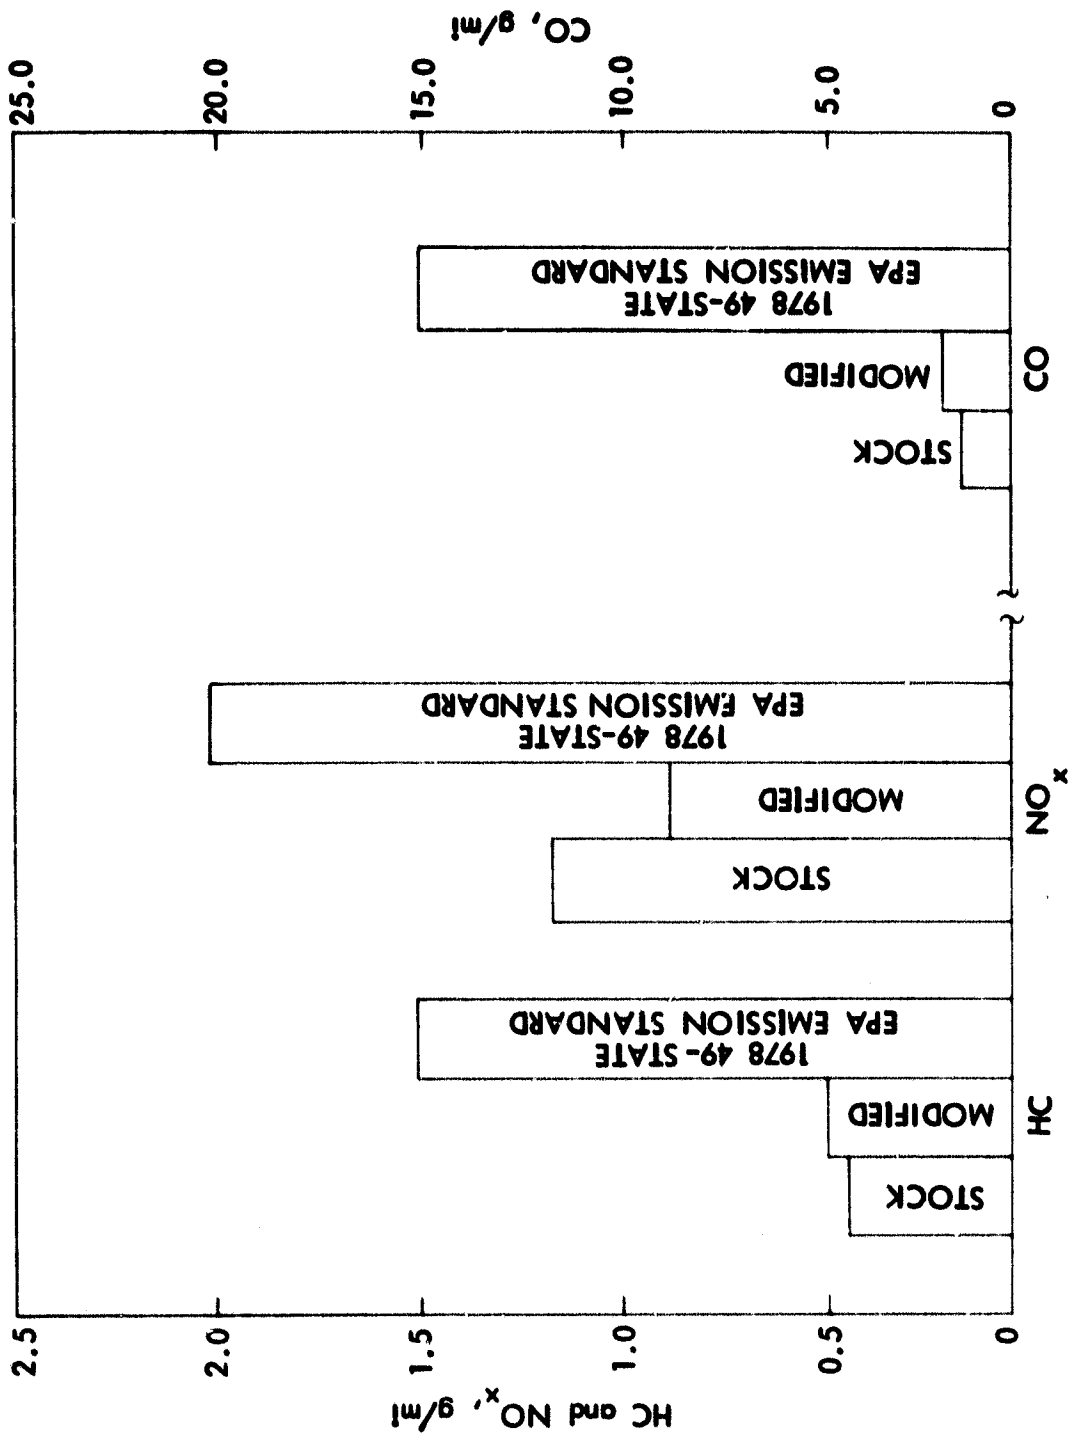 HC and NOx, g/mi
2.5
2.0
1.5
1.0
0.5
0
CO, g/mi
25.0
20.0
15.0
10.0
5.0
0
STOCK
MODIFIED
1978 49-STATE
EPA EMISSION STANDARD
HC
STOCK
MODIFIED
1978 49-STATE
EPA EMISSION STANDARD
NOx
STOCK
MODIFIED
1978 49-STATE
EPA EMISSION STANDARD
CO